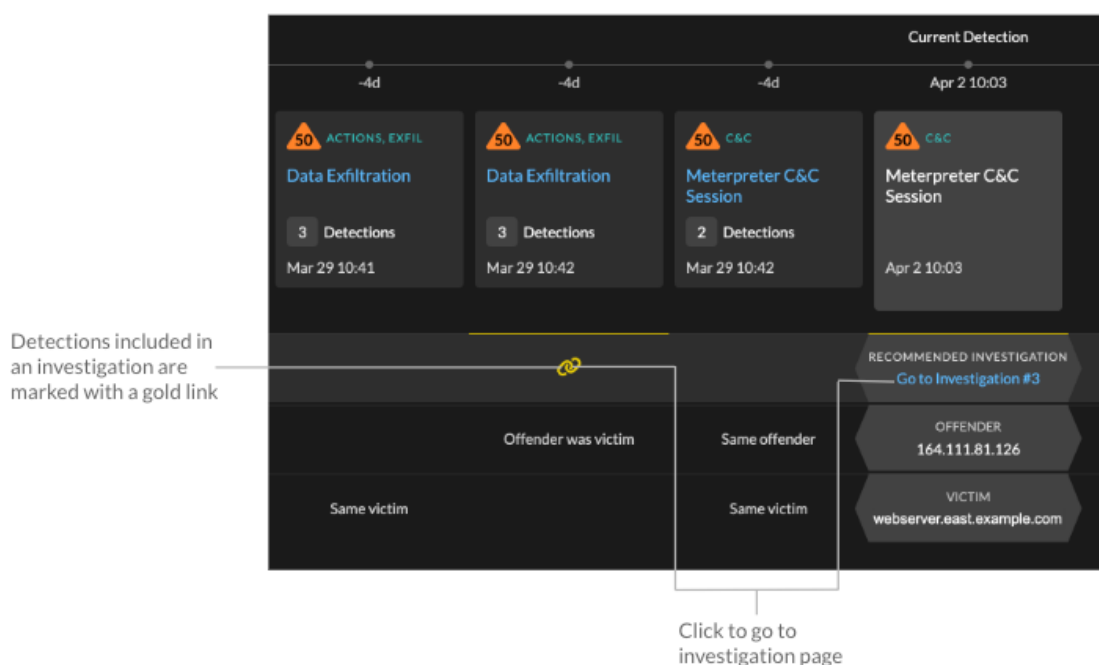 Current Detection
-4d
-4d
-4d
Apr 2 10:03
50 ACTIONS, EXFIL
Data Exfiltration
3 Detections
Mar 29 10:41
50 ACTIONS, EXFIL
Data Exfiltration
3 Detections
Mar 29 10:42
50 C&C
Meterpreter C&C
Session
2 Detections
Mar 29 10:42
50 C&C
Meterpreter C&C
Session
Apr 2 10:03
Detections included in
an investigation are
marked with a gold link
RECOMMENDED INVESTIGATION
Go to Investigation #3
Offender was victim
Same offender
OFFENDER
164.111.81.126
Same victim
Same victim
VICTIM
webserver.east.example.com
Click to go to
investigation page